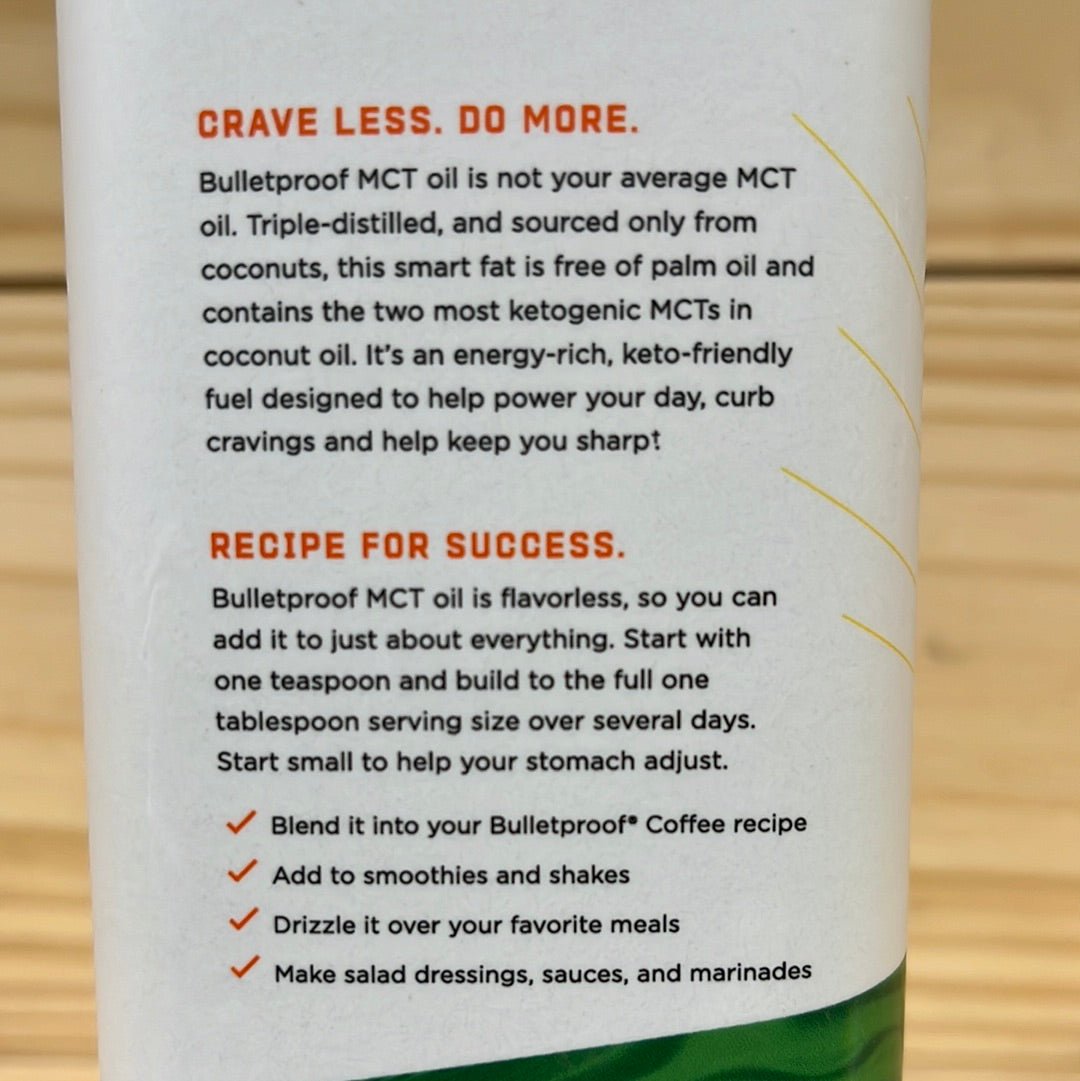 CRAVE LESS. DO MORE.
Bulletproof MCT oil is not your average MCT
oil. Triple-distilled, and sourced only from
coconuts, this smart fat is free of palm oil and
contains the two most ketogenic MCTs in
coconut oil. It's an energy-rich, keto-friendly
fuel designed to help power your day, curb
cravings and help keep you sharp†
RECIPE FOR SUCCESS.
Bulletproof MCT oil is flavorless, so you can
add it to just about everything. Start with
one teaspoon and build to the full one
tablespoon serving size over several days.
Start small to help your stomach adjust.
✓ Blend it into your Bulletproof® Coffee recipe
✓ Add to smoothies and shakes
✓ Drizzle it over your favorite meals
✓ Make salad dressings, sauces, and marinades